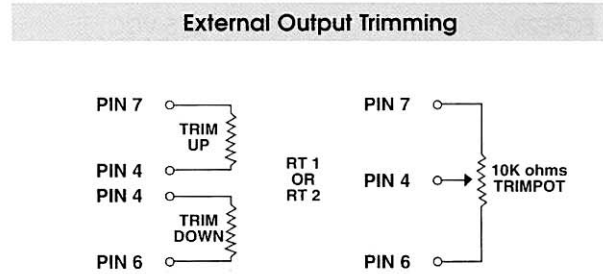 External Output Trimming
PIN 7
TRIM
UP
PIN 4
PIN 4
TRIM
DOWN
PIN 6
RT 1
OR
RT 2
PIN 7
PIN 4
10K ohms
TRIMPOT
PIN 6